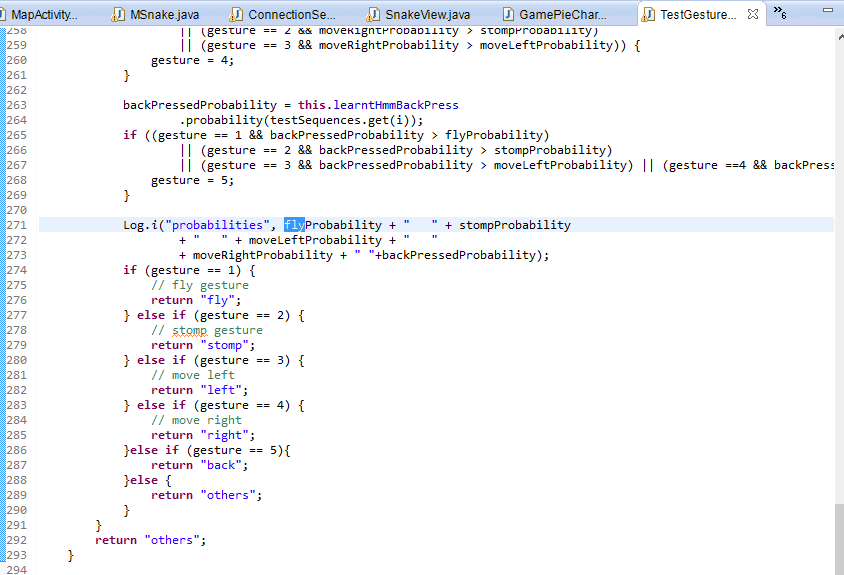 MapActivity...
MSnake.java
ConnectionSe...
SnakeView.java
GamePieChar...
TestGesture...
»6
258 || (gesture == 2 && moveRightProbability > stompProbability)
259 || (gesture == 3 && moveRightProbability > moveLeftProbability)) {
260 gesture = 4;
261 }
262
263 backPressedProbability = this.learntHmmBackPress
264 .probability(testSequences.get(i));
265 if ((gesture == 1 && backPressedProbability > flyProbability)
266 || (gesture == 2 && backPressedProbability > stompProbability)
267 || (gesture == 3 && backPressedProbability > moveLeftProbability) || (gesture ==4 && backPress
268 gesture = 5;
269 }
270
271 Log.i("probabilities", flyProbability + "   " + stompProbability
272 + "   " + moveLeftProbability + "   "
273 + moveRightProbability + " "+backPressedProbability);
274 if (gesture == 1) {
275 // fly gesture
276 return "fly";
277 } else if (gesture == 2) {
278 // stomp gesture
279 return "stomp";
280 } else if (gesture == 3) {
281 // move left
282 return "left";
283 } else if (gesture == 4) {
284 // move right
285 return "right";
286 }else if (gesture == 5){
287 return "back";
288 }else {
289 return "others";
290 }
291 }
292 return "others";
293 }
294